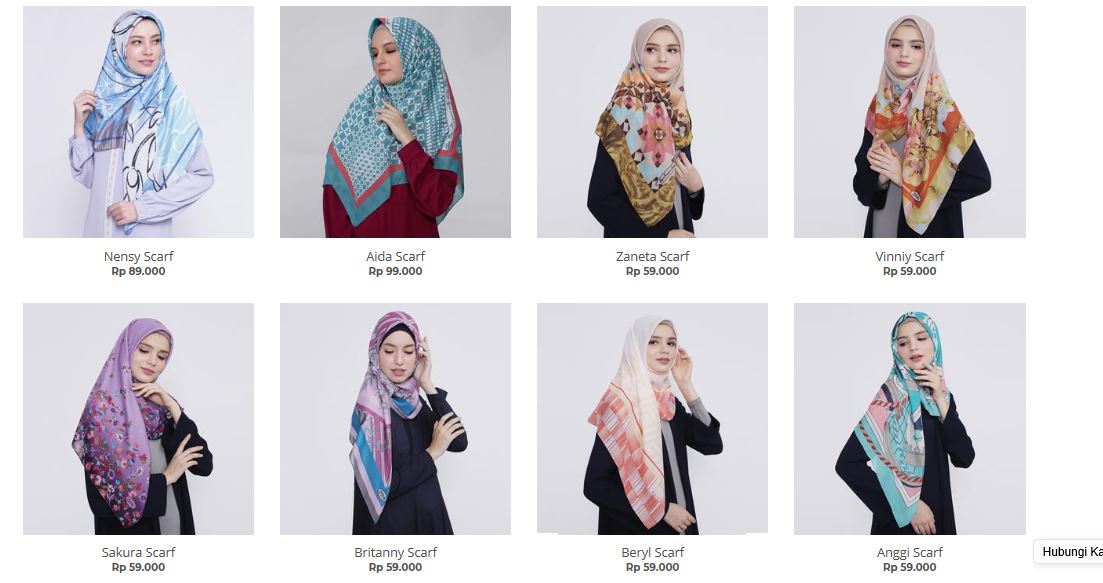 Nensy Scarf
Rp 89.000
Aida Scarf
Rp 99.000
Zaneta Scarf
Rp 59.000
Vinniy Scarf
Rp 59.000
Sakura Scarf
Rp 59.000
Britanny Scarf
Rp 59.000
Beryl Scarf
Rp 59.000
Anggi Scarf
Rp 59.000
Hubungi Ka